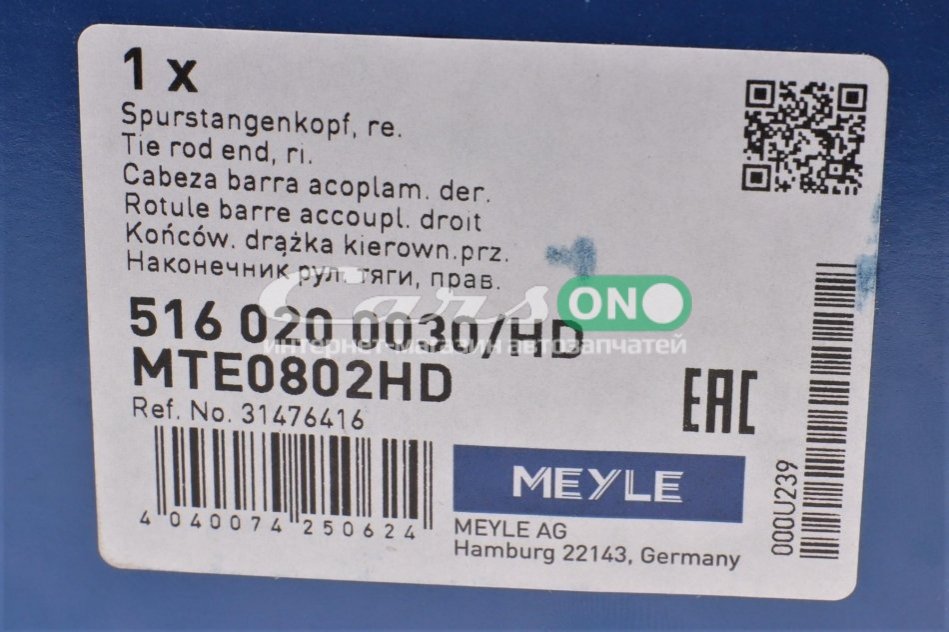 1 x
Spurstangenkopf, re.
Tie rod end, ri.
Cabeza barra acoplam. der.
Rotule barre accoupl. droit
Końców. drążka kierown.prz.
Наконечник рул. тяги, прав.
Cars ONO
516 020 0030/HD
интернет-магазин автозапчастей
MTE0802HD
Ref. No. 31476416
EAC
4 040074 250624
MEYLE
MEYLE AG
Hamburg 22143, Germany
000U239